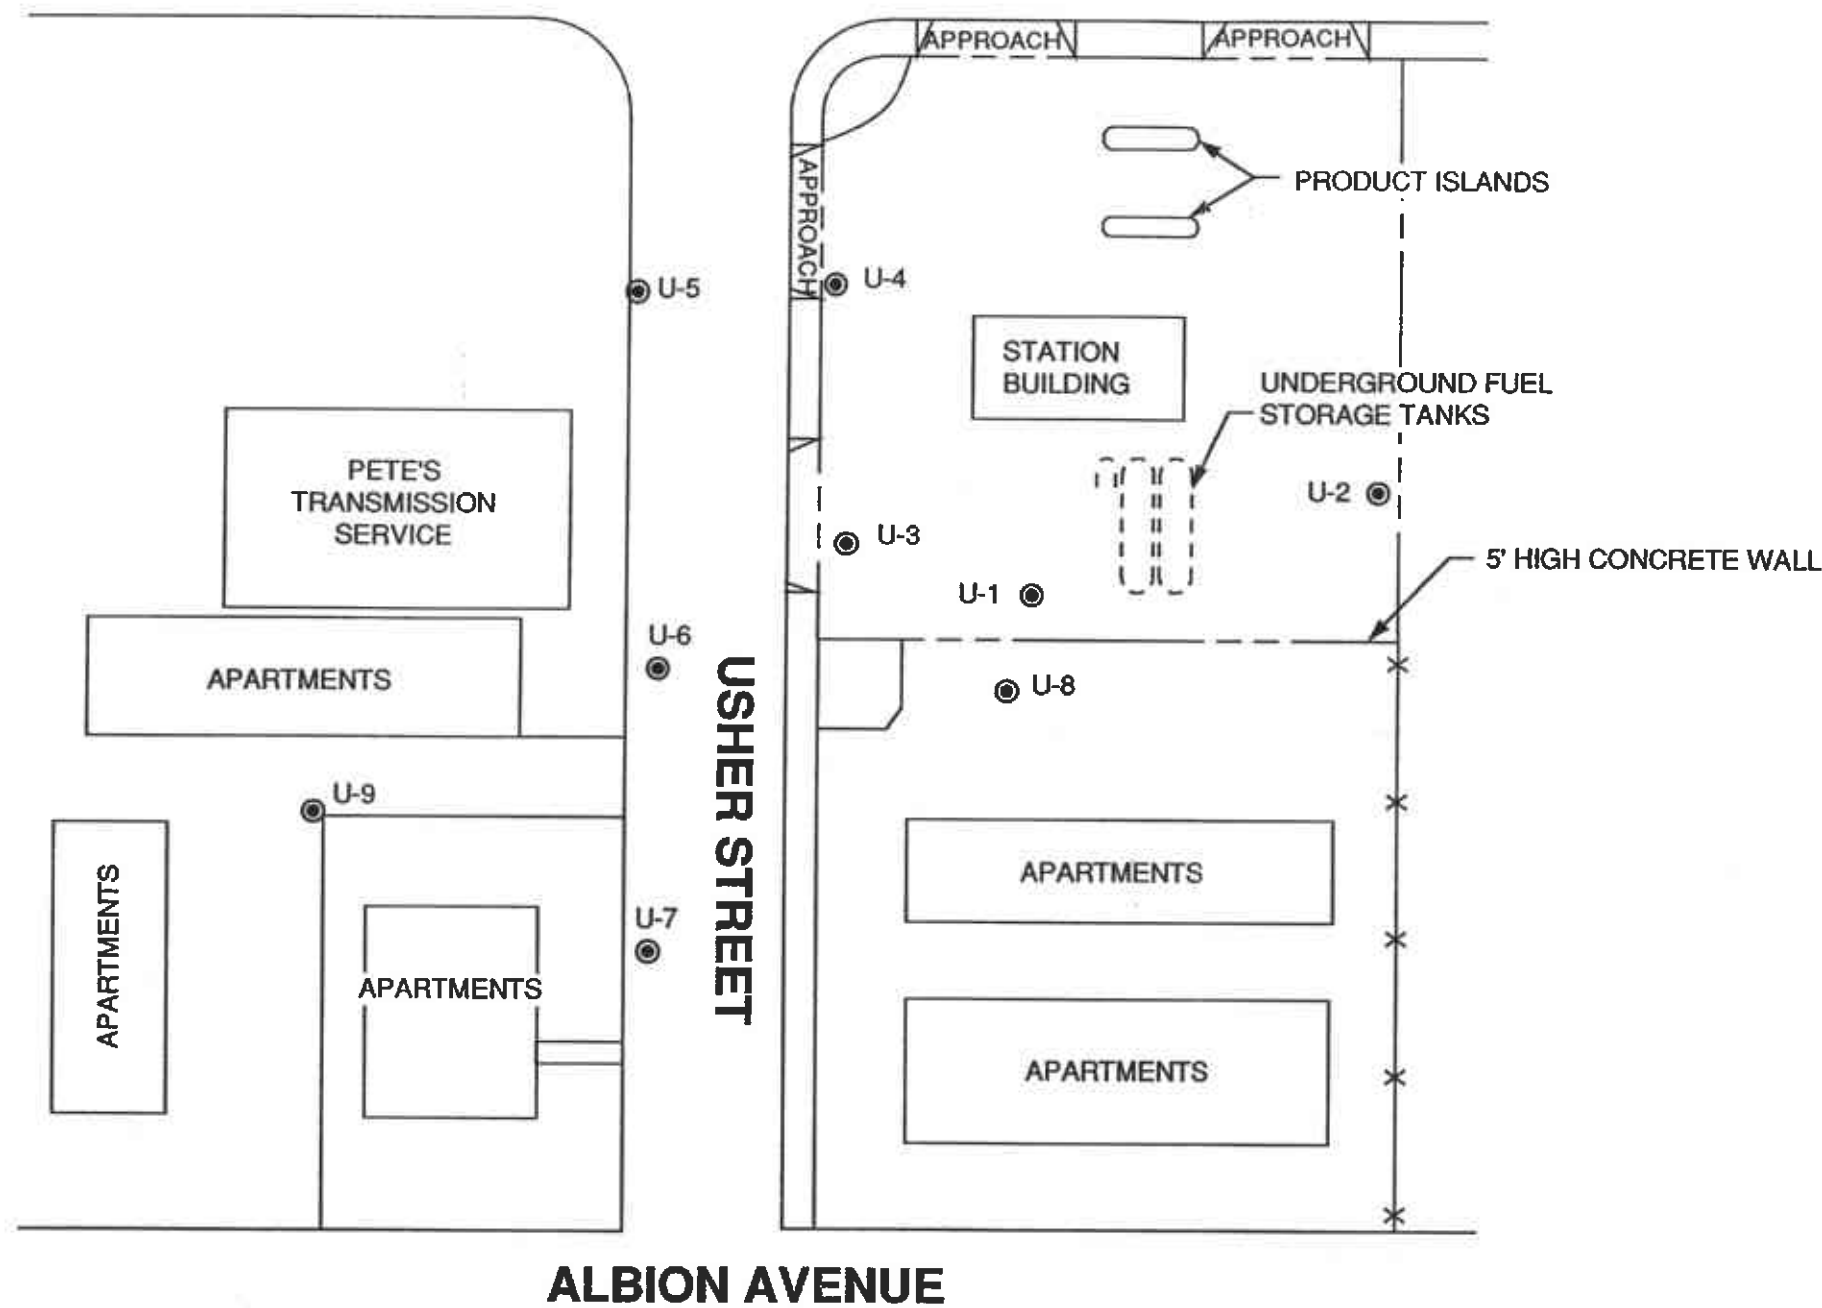 APPROACH
APPROACH
APPROACH
PRODUCT ISLANDS
U-5
U-4
STATION
BUILDING
UNDERGROUND FUEL
STORAGE TANKS
PETE'S
TRANSMISSION
SERVICE
U-2
U-3
5' HIGH CONCRETE WALL
U-1
U-6
APARTMENTS
U-8
USHER STREET
U-9
APARTMENTS
APARTMENTS
U-7
APARTMENTS
APARTMENTS
ALBION AVENUE